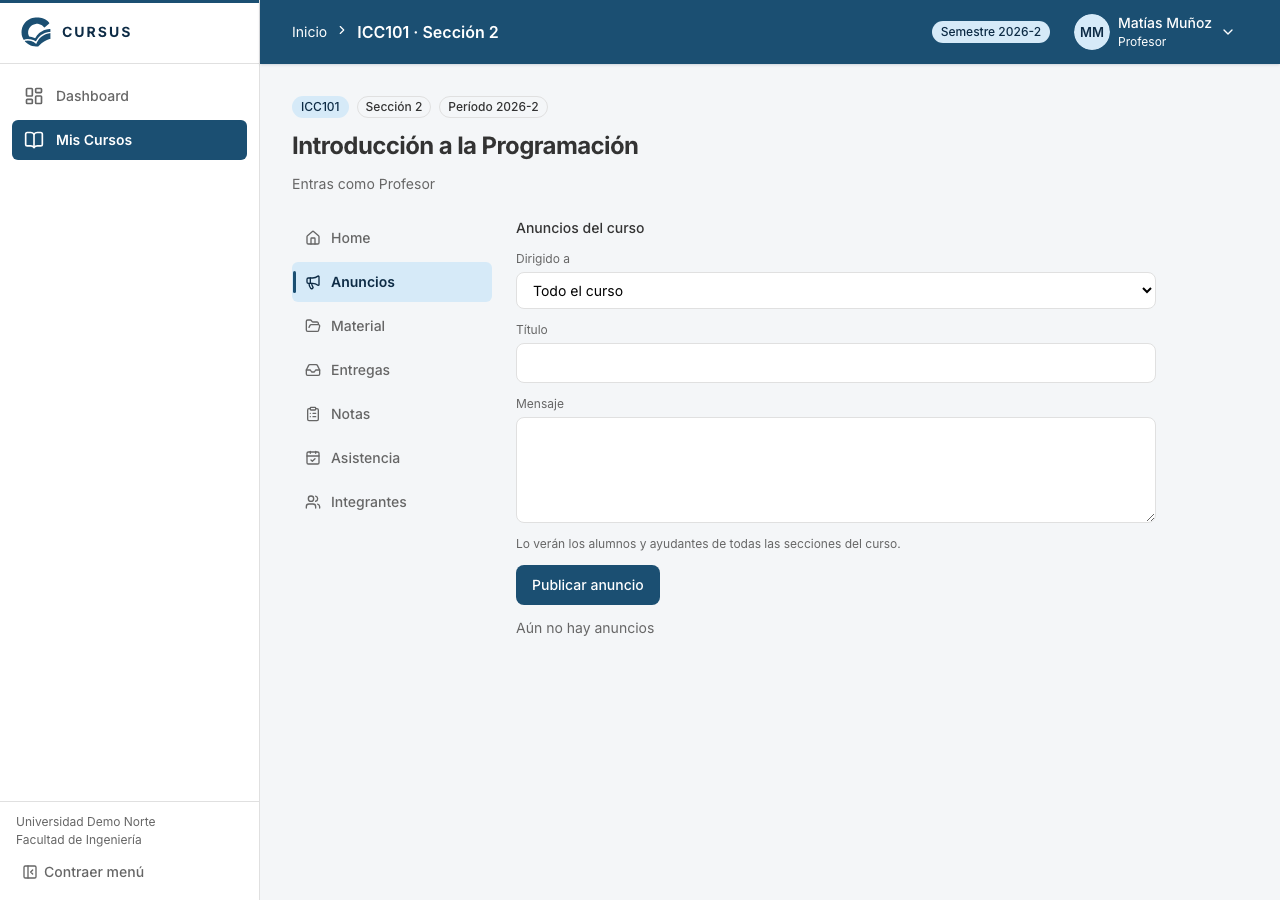 CURSUS
Inicio
ICC101 · Sección 2
Semestre 2026-2
MM
Matías Muñoz
Profesor
Dashboard
Mis Cursos
ICC101
Sección 2
Período 2026-2
Introducción a la Programación
Entras como Profesor
Home
Anuncios
Material
Entregas
Notas
Asistencia
Integrantes
Anuncios del curso
Dirigido a
Todo el curso
Título
Mensaje
Lo verán los alumnos y ayudantes de todas las secciones del curso.
Publicar anuncio
Aún no hay anuncios
Universidad Demo Norte
Facultad de Ingeniería
Contraer menú